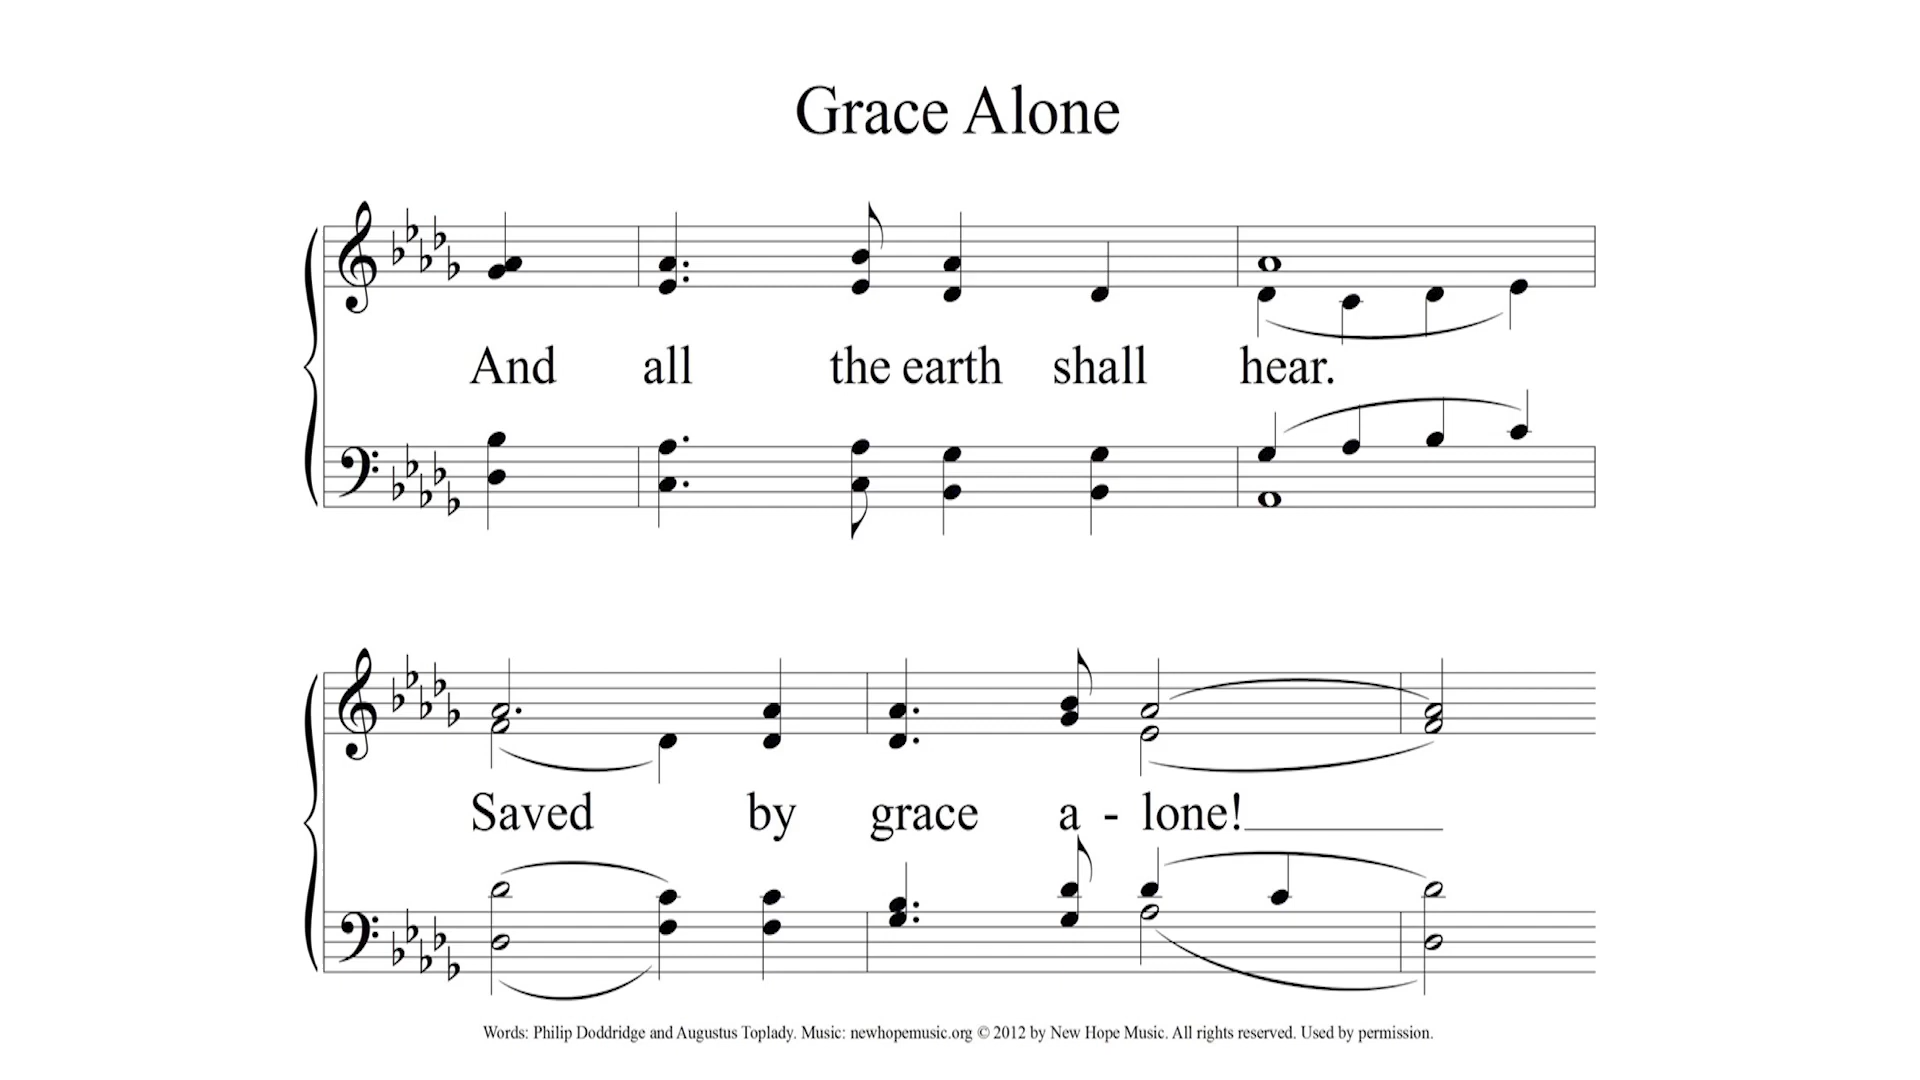 Grace Alone
And all the earth shall hear.
Saved by grace a - lone!
Words: Philip Doddridge and Augustus Toplady. Music: newhopemusic.org © 2012 by New Hope Music. All rights reserved. Used by permission.